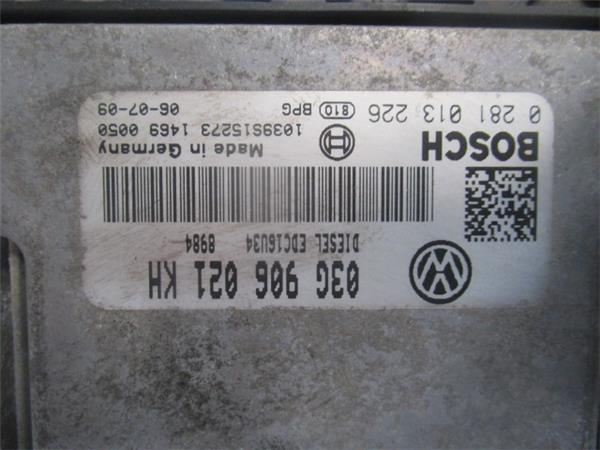 03G 906 021 KH
DIESEL EDC16U34 8984
BOSCH
Made in Germany
1039S15273 1469 0050
0 281 013 226 810 BPG 06-07-09